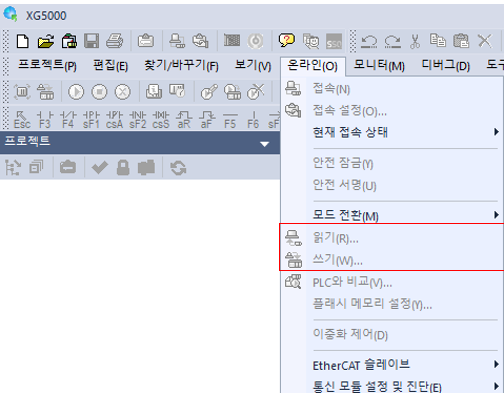 XG5000
프로젝트(P) 편집(E) 찾기/바꾸기(F) 보기(V) 온라인(O) 모니터(M) 디버그(D) 도구
Esc F3 F4 sF1 csA sF2 csS aR aF F5 F6 sF
프로젝트
접속(N)
접속 설정(O)...
현재 접속 상태
안전 잠금(Y)
안전 서명(U)
모드 전환(M)
읽기(R)...
쓰기(W)...
PLC와 비교(V)...
플래시 메모리 설정(Y)...
이중화 제어(D)
EtherCAT 슬레이브
통신 모듈 설정 및 진단(E)